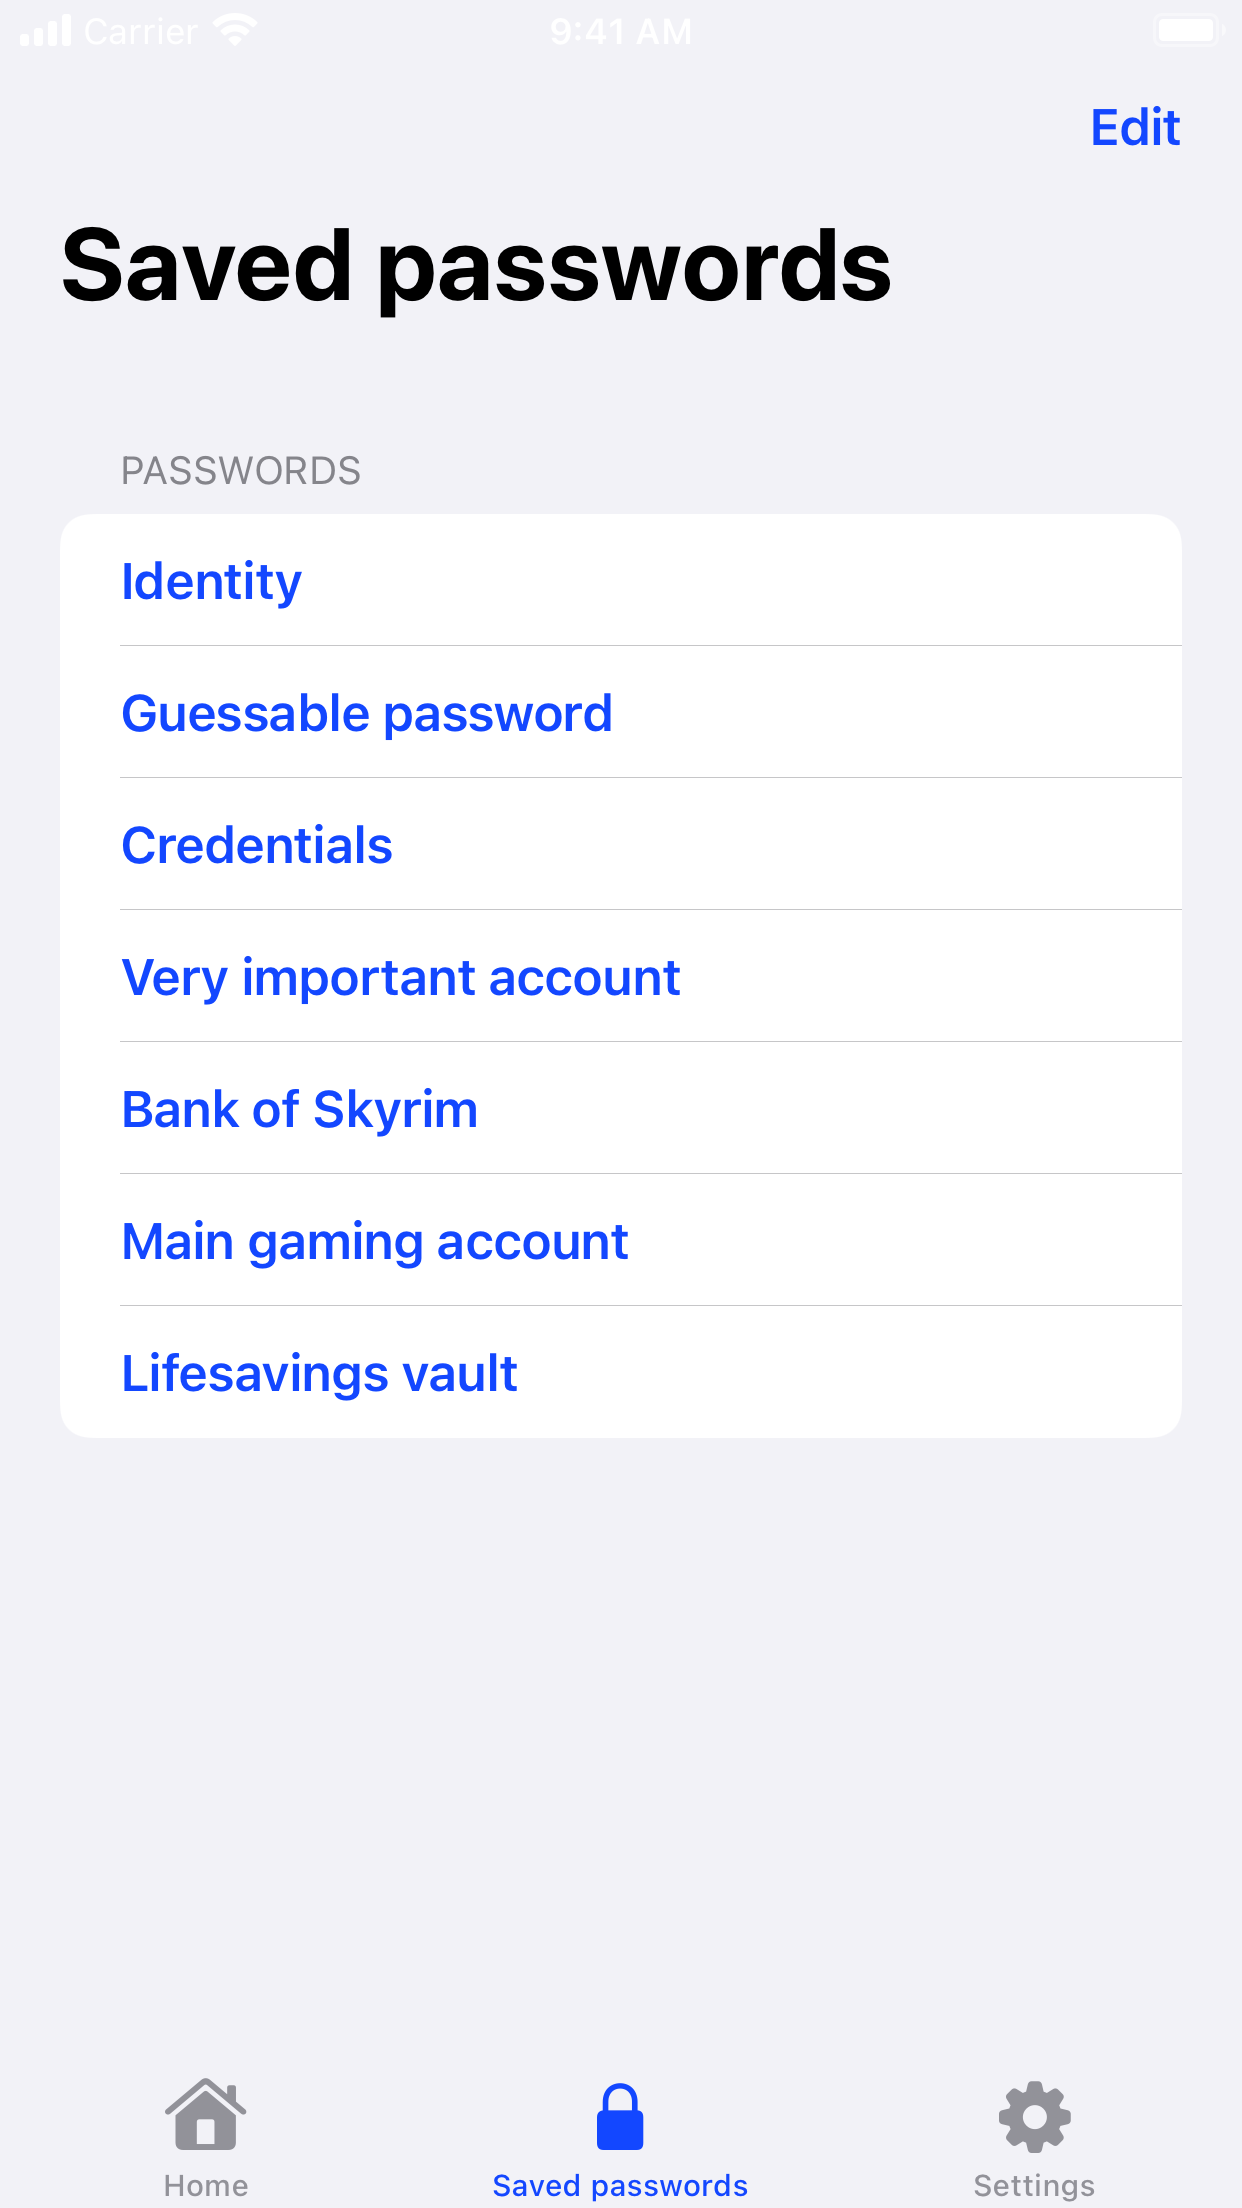 Carrier 9:41 AM
Edit
Saved passwords
PASSWORDS
Identity
Guessable password
Credentials
Very important account
Bank of Skyrim
Main gaming account
Lifesavings vault
Home Saved passwords Settings